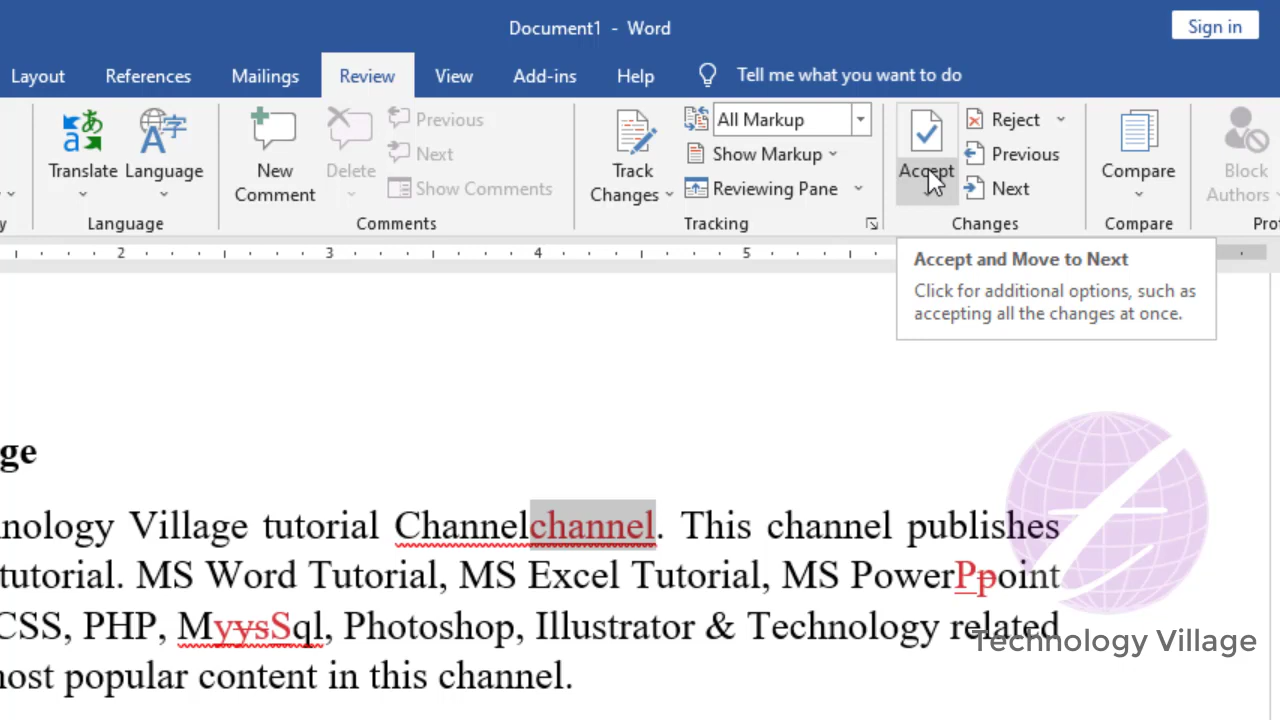 Document1 - Word
Sign in
Layout References Mailings Review View Add-ins Help Tell me what you want to do
Translate
Language
Language
New Comment
Delete
Previous
Next
Show Comments
Comments
Track Changes
All Markup
Show Markup
Reviewing Pane
Tracking
Accept
Reject
Previous
Next
Changes
Compare
Compare
Block Authors
2 3 4 5
Accept and Move to Next
Click for additional options, such as
accepting all the changes at once.
ge
nology Village tutorial Channelchannel. This channel publishes
tutorial. MS Word Tutorial, MS Excel Tutorial, MS PowerPpoint
CSS, PHP, MyysSql, Photoshop, Illustrator & Technology related
most popular content in this channel.
Technology Village